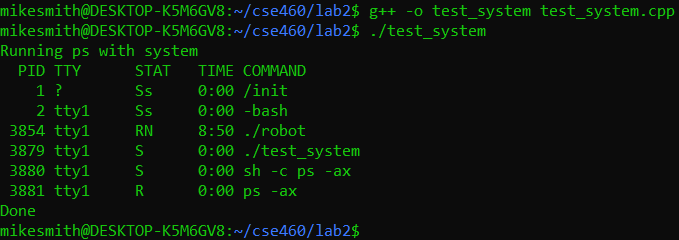 mikesmith@DESKTOP-K5M6GV8:~/cse460/lab2$ g++ -o test_system test_system.cpp
mikesmith@DESKTOP-K5M6GV8:~/cse460/lab2$ ./test_system
Running ps with system
  PID TTY      STAT   TIME COMMAND
    1 ?        Ss     0:00 /init
    2 tty1     Ss     0:00 -bash
 3854 tty1     RN     8:50 ./robot
 3879 tty1     S      0:00 ./test_system
 3880 tty1     S      0:00 sh -c ps -ax
 3881 tty1     R      0:00 ps -ax
Done
mikesmith@DESKTOP-K5M6GV8:~/cse460/lab2$